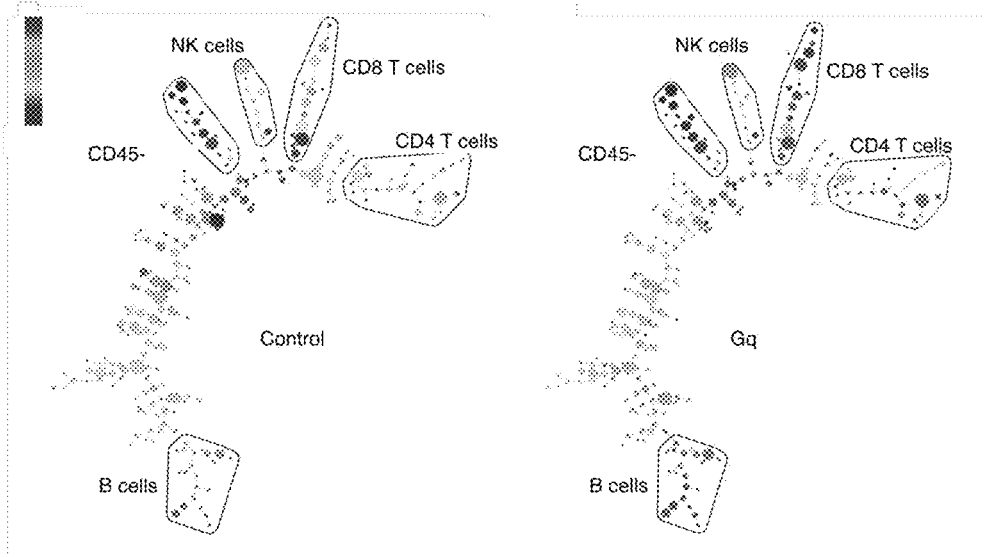 NK cells
CD8 T cells
CD45-
CD4 T cells
Control
B cells
NK cells
CD8 T cells
CD45-
CD4 T cells
Gq
B cells